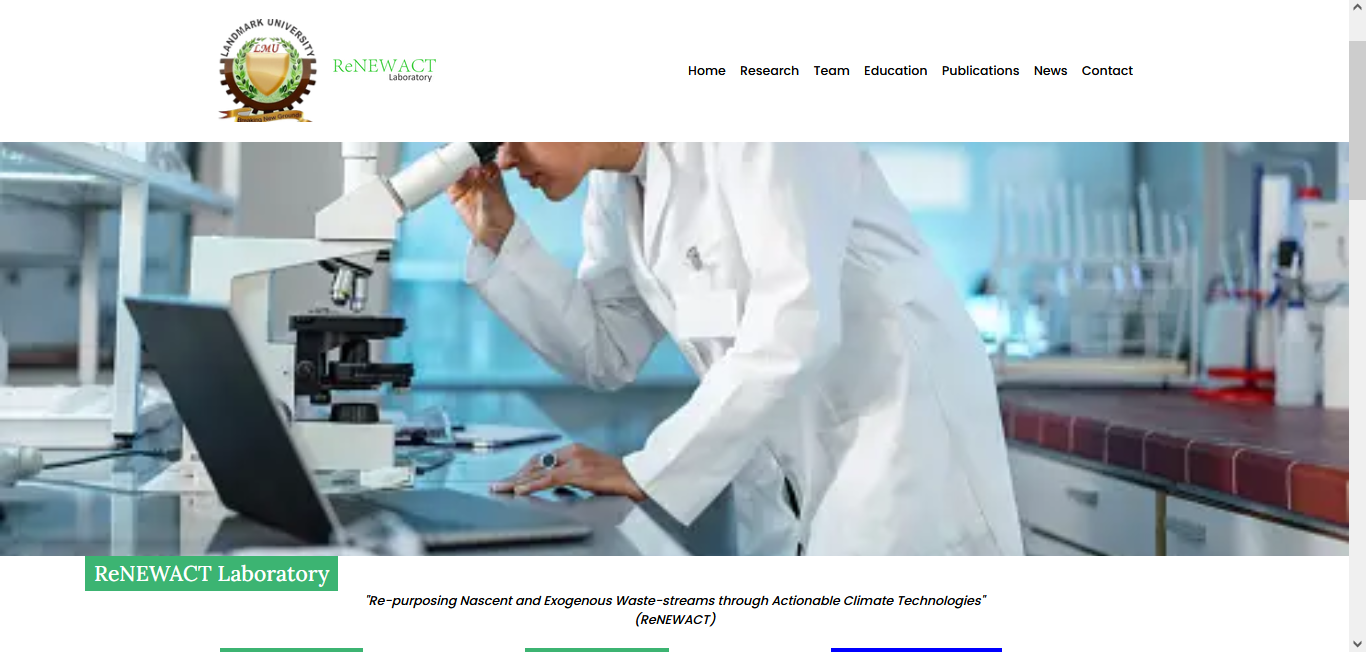 LANDMARK UNIVERSITY
LMU
Breaking New Grounds
ReNEWACT
Laboratory
Home Research Team Education Publications News Contact
ReNEWACT Laboratory
"Re-purposing Nascent and Exogenous Waste-streams through Actionable Climate Technologies"
(ReNEWACT)